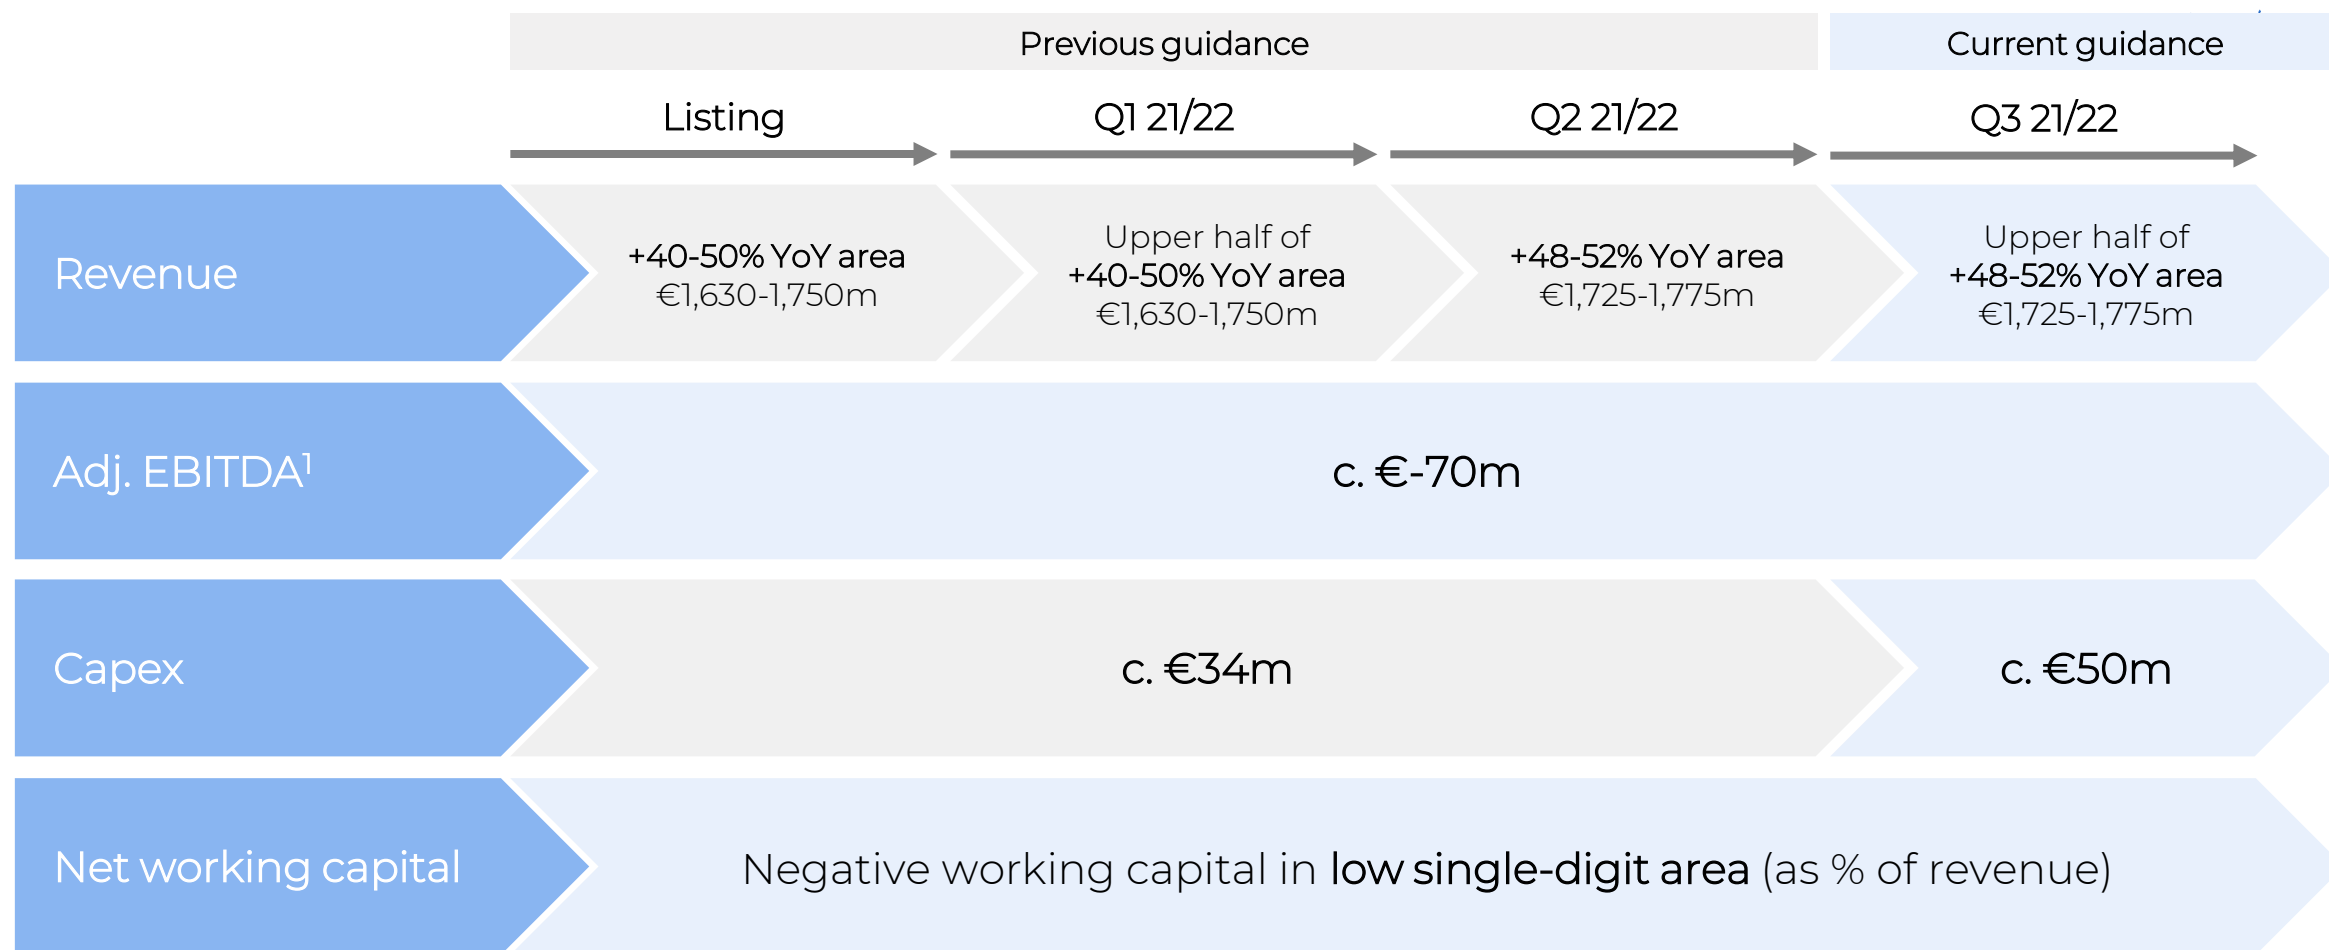 Previous guidance
Current guidance
Listing
Q1 21/22
Q2 21/22
Q3 21/22
Revenue
+40-50% YoY area
€1,630-1,750m
Upper half of
+40-50% YoY area
€1,630-1,750m
+48-52% YoY area
€1,725-1,775m
Upper half of
+48-52% YoY area
€1,725-1,775m
Adj. EBITDA¹
c. €-70m
Capex
c. €34m
c. €50m
Net working capital
Negative working capital in low single-digit area (as % of revenue)